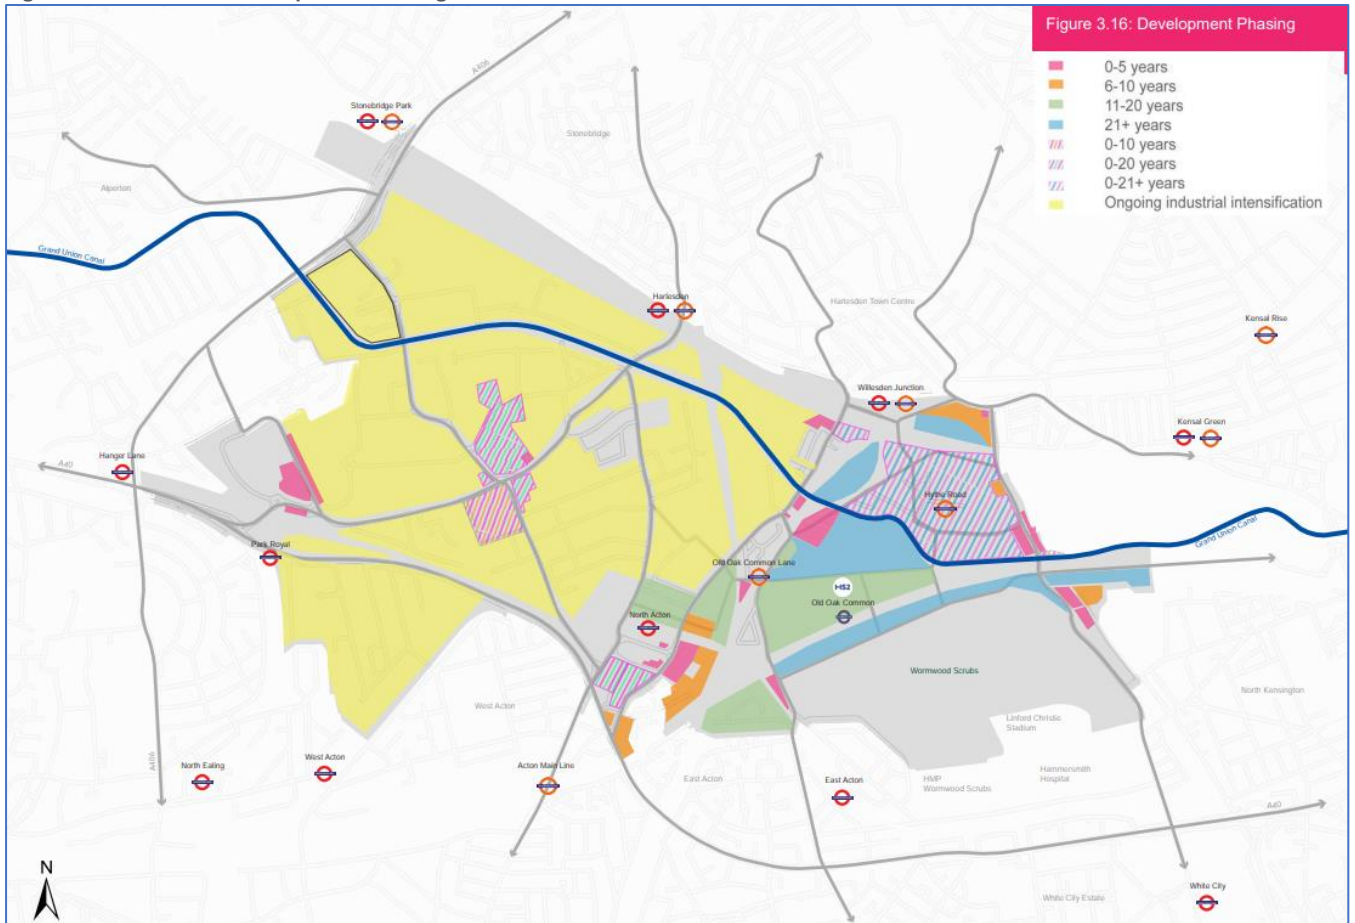 Figure 3.16: Development Phasing
0-5 years
6-10 years
11-20 years
21+ years
0-10 years
0-20 years
0-21+ years
Ongoing industrial intensification
A406
Stonebridge Park
Stonebridge
Alperton
Grand Union Canal
Harlesden
Harlesden Town Centre
Kensal Rise
Willesden Junction
Kensal Green
Hanger Lane
A40
Hythe Road
Grand Union Canal
Park Royal
Old Oak Common Lane
HS2
Old Oak Common
North Acton
Wormwood Scrubs
North Kensington
West Acton
Linford Christie
Stadium
A406
North Ealing
West Acton
Acton Main Line
East Acton
East Acton
HMP
Wormwood Scrubs
Hammersmith
Hospital
A40
N
White City
White City Estate